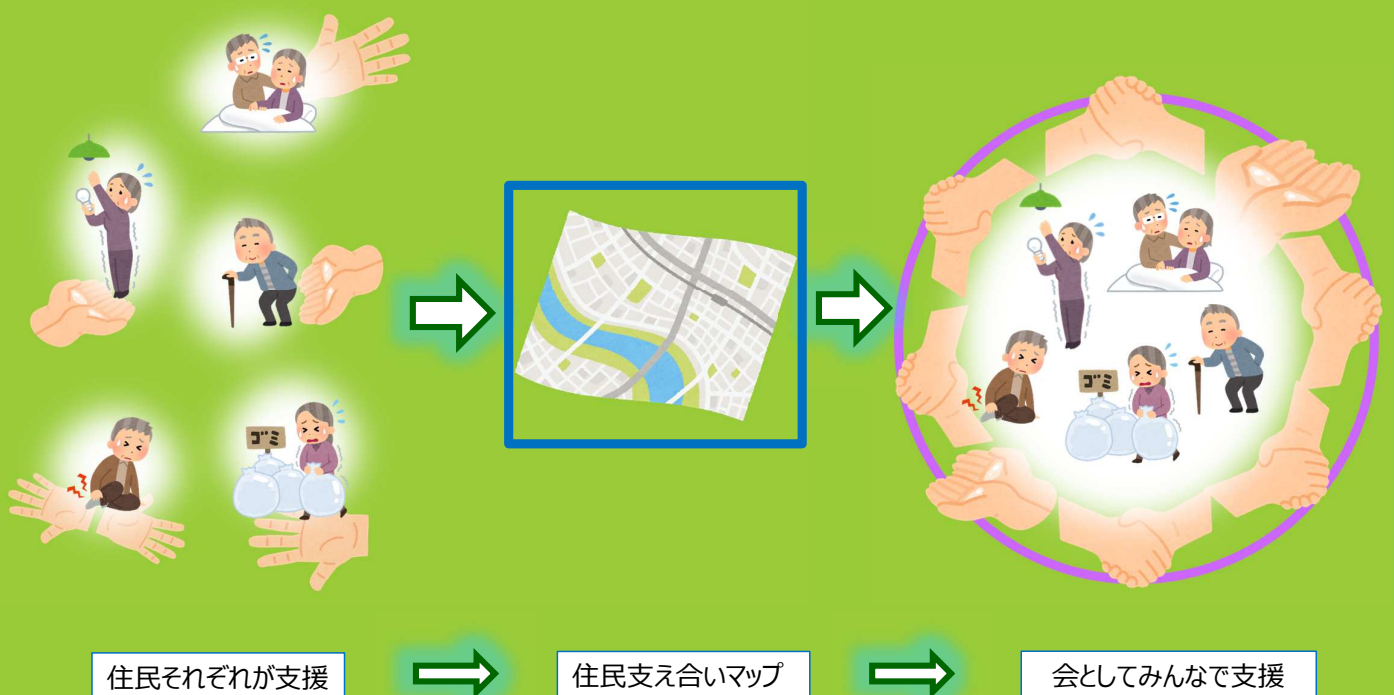 ゴミ
ゴミ
住民それぞれが支援
住民支え合いマップ
会としてみんなで支援